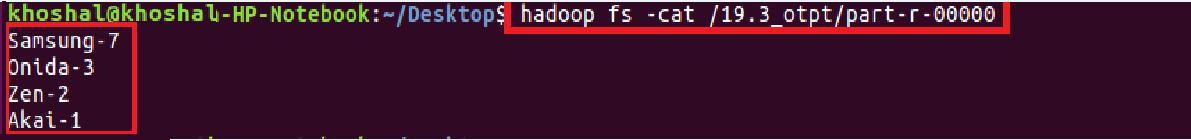 khoshal@khoshal-HP-Notebook:~/Desktop$ hadoop fs -cat /19.3_otpt/part-r-00000
Samsung-7
Onida-3
Zen-2
Akai-1